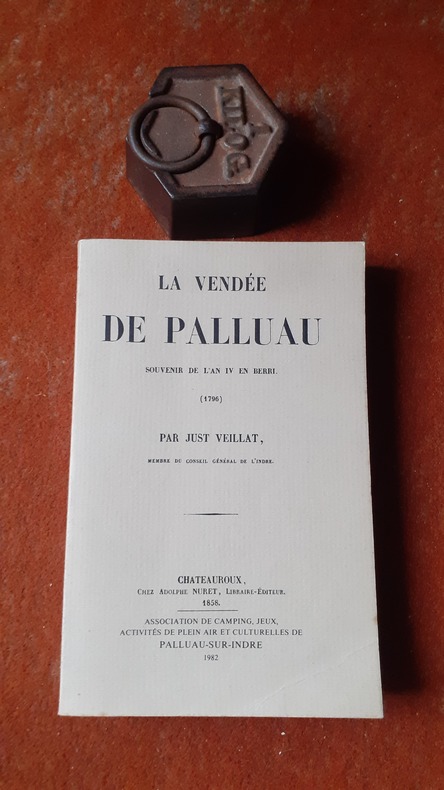 1
KILOG.
LA VENDÉE
DE PALLUAU
SOUVENIR DE L'AN IV EN BERRI.
(1796)
PAR JUST VEILLAT,
MEMBRE DU CONSEIL GÉNÉRAL DE L'INDRE.
CHATEAUROUX,
CHEZ ADOLPHE NURET, LIBRAIRE-ÉDITEUR.
1858.
ASSOCIATION DE CAMPING, JEUX,
ACTIVITÉS DE PLEIN AIR ET CULTURELLES DE
PALLUAU-SUR-INDRE
1982